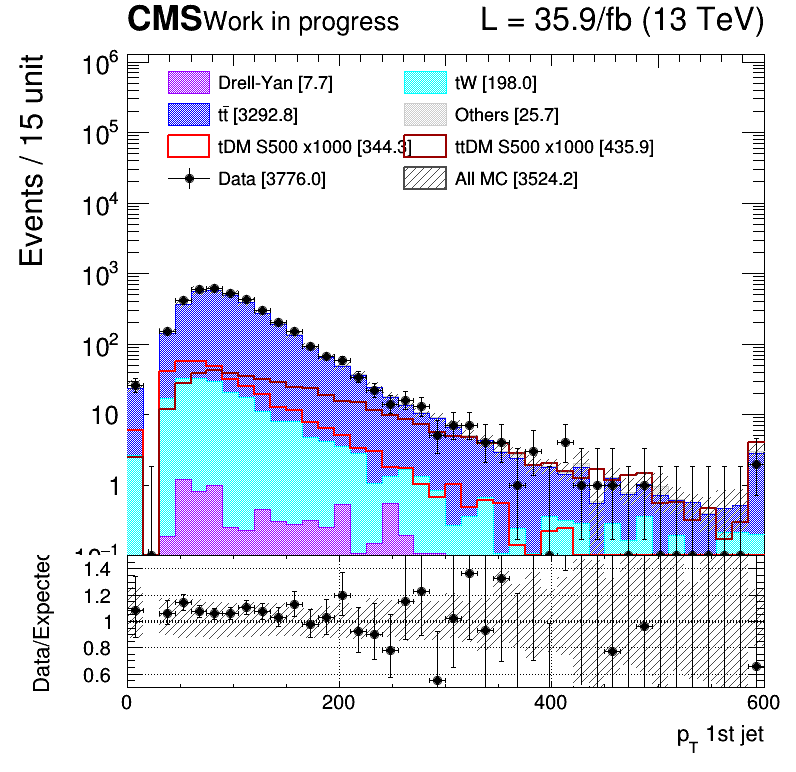 CMS Work in progress L = 35.9/fb (13 TeV)
Events / 15 unit
10⁶
10⁵
10⁴
10³
10²
10
1
10⁻¹
Drell-Yan [7.7] tW [198.0]
tt̄ [3292.8] Others [25.7]
tDM S500 x1000 [344.3] ttDM S500 x1000 [435.9]
Data [3776.0] All MC [3524.2]
Data/Expected
1.4
1.2
1
0.8
0.6
0 200 400 600
p_T 1st jet